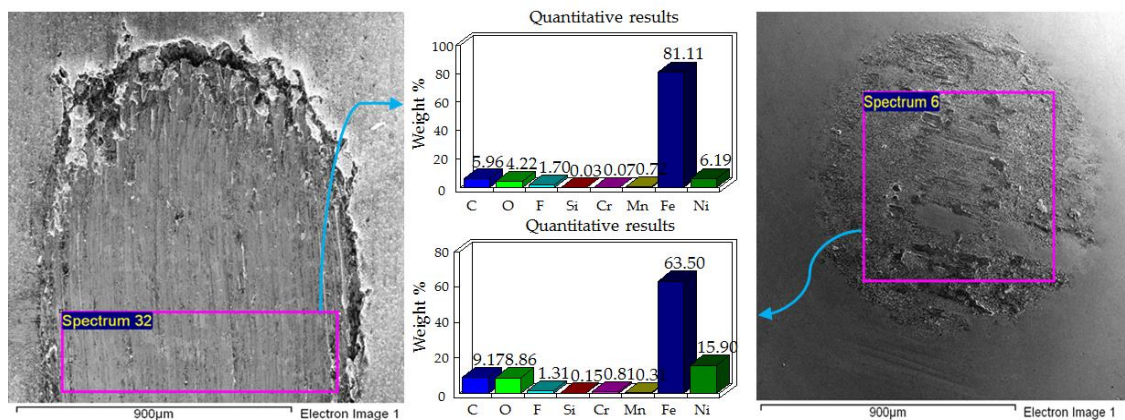 Spectrum 32
900µm
Electron Image 1
Quantitative results
Weight %
100
80
60
40
20
0
5.96 4.22 1.70 0.03 0.07 0.72 81.11 6.19
C O F Si Cr Mn Fe Ni
Quantitative results
Weight %
80
60
40
20
0
9.17 8.86 1.31 0.15 0.81 0.31 63.50 15.90
C O F Si Cr Mn Fe Ni
Spectrum 6
900µm
Electron Image 1